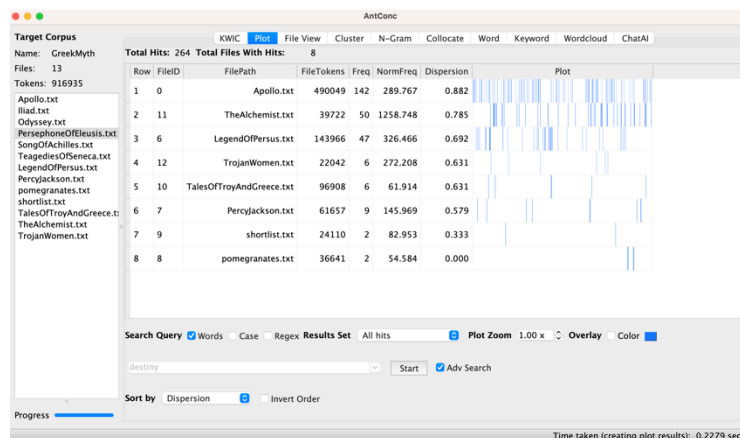 AntConc
Target Corpus
Name: GreekMyth
Files: 13
Tokens: 916935
Apollo.txt
Iliad.txt
Odyssey.txt
PersephoneOfEleusis.txt
SongOfAchilles.txt
TeagediesOfSeneca.txt
LegendOfPersus.txt
PercyJackson.txt
pomegranates.txt
shortlist.txt
TalesOfTroyAndGreece.t
TheAlchemist.txt
TrojanWomen.txt
Progress
KWIC Plot File View Cluster N-Gram Collocate Word Keyword Wordcloud ChatAI
Total Hits: 264 Total Files With Hits: 8
Row FileID FilePath FileTokens Freq NormFreq Dispersion Plot
1 0 Apollo.txt 490049 142 289.767 0.882
2 11 TheAlchemist.txt 39722 50 1258.748 0.785
3 6 LegendOfPersus.txt 143966 47 326.466 0.692
4 12 TrojanWomen.txt 22042 6 272.208 0.631
5 10 TalesOfTroyAndGreece.txt 96908 6 61.914 0.631
6 7 PercyJackson.txt 61657 9 145.969 0.579
7 9 shortlist.txt 24110 2 82.953 0.333
8 8 pomegranates.txt 36641 2 54.584 0.000
Search Query Words Case Regex Results Set All hits Plot Zoom 1.00 x Overlay Color
destiny Start Adv Search
Sort by Dispersion Invert Order
Time taken (creating plot results): 0.2279 sec